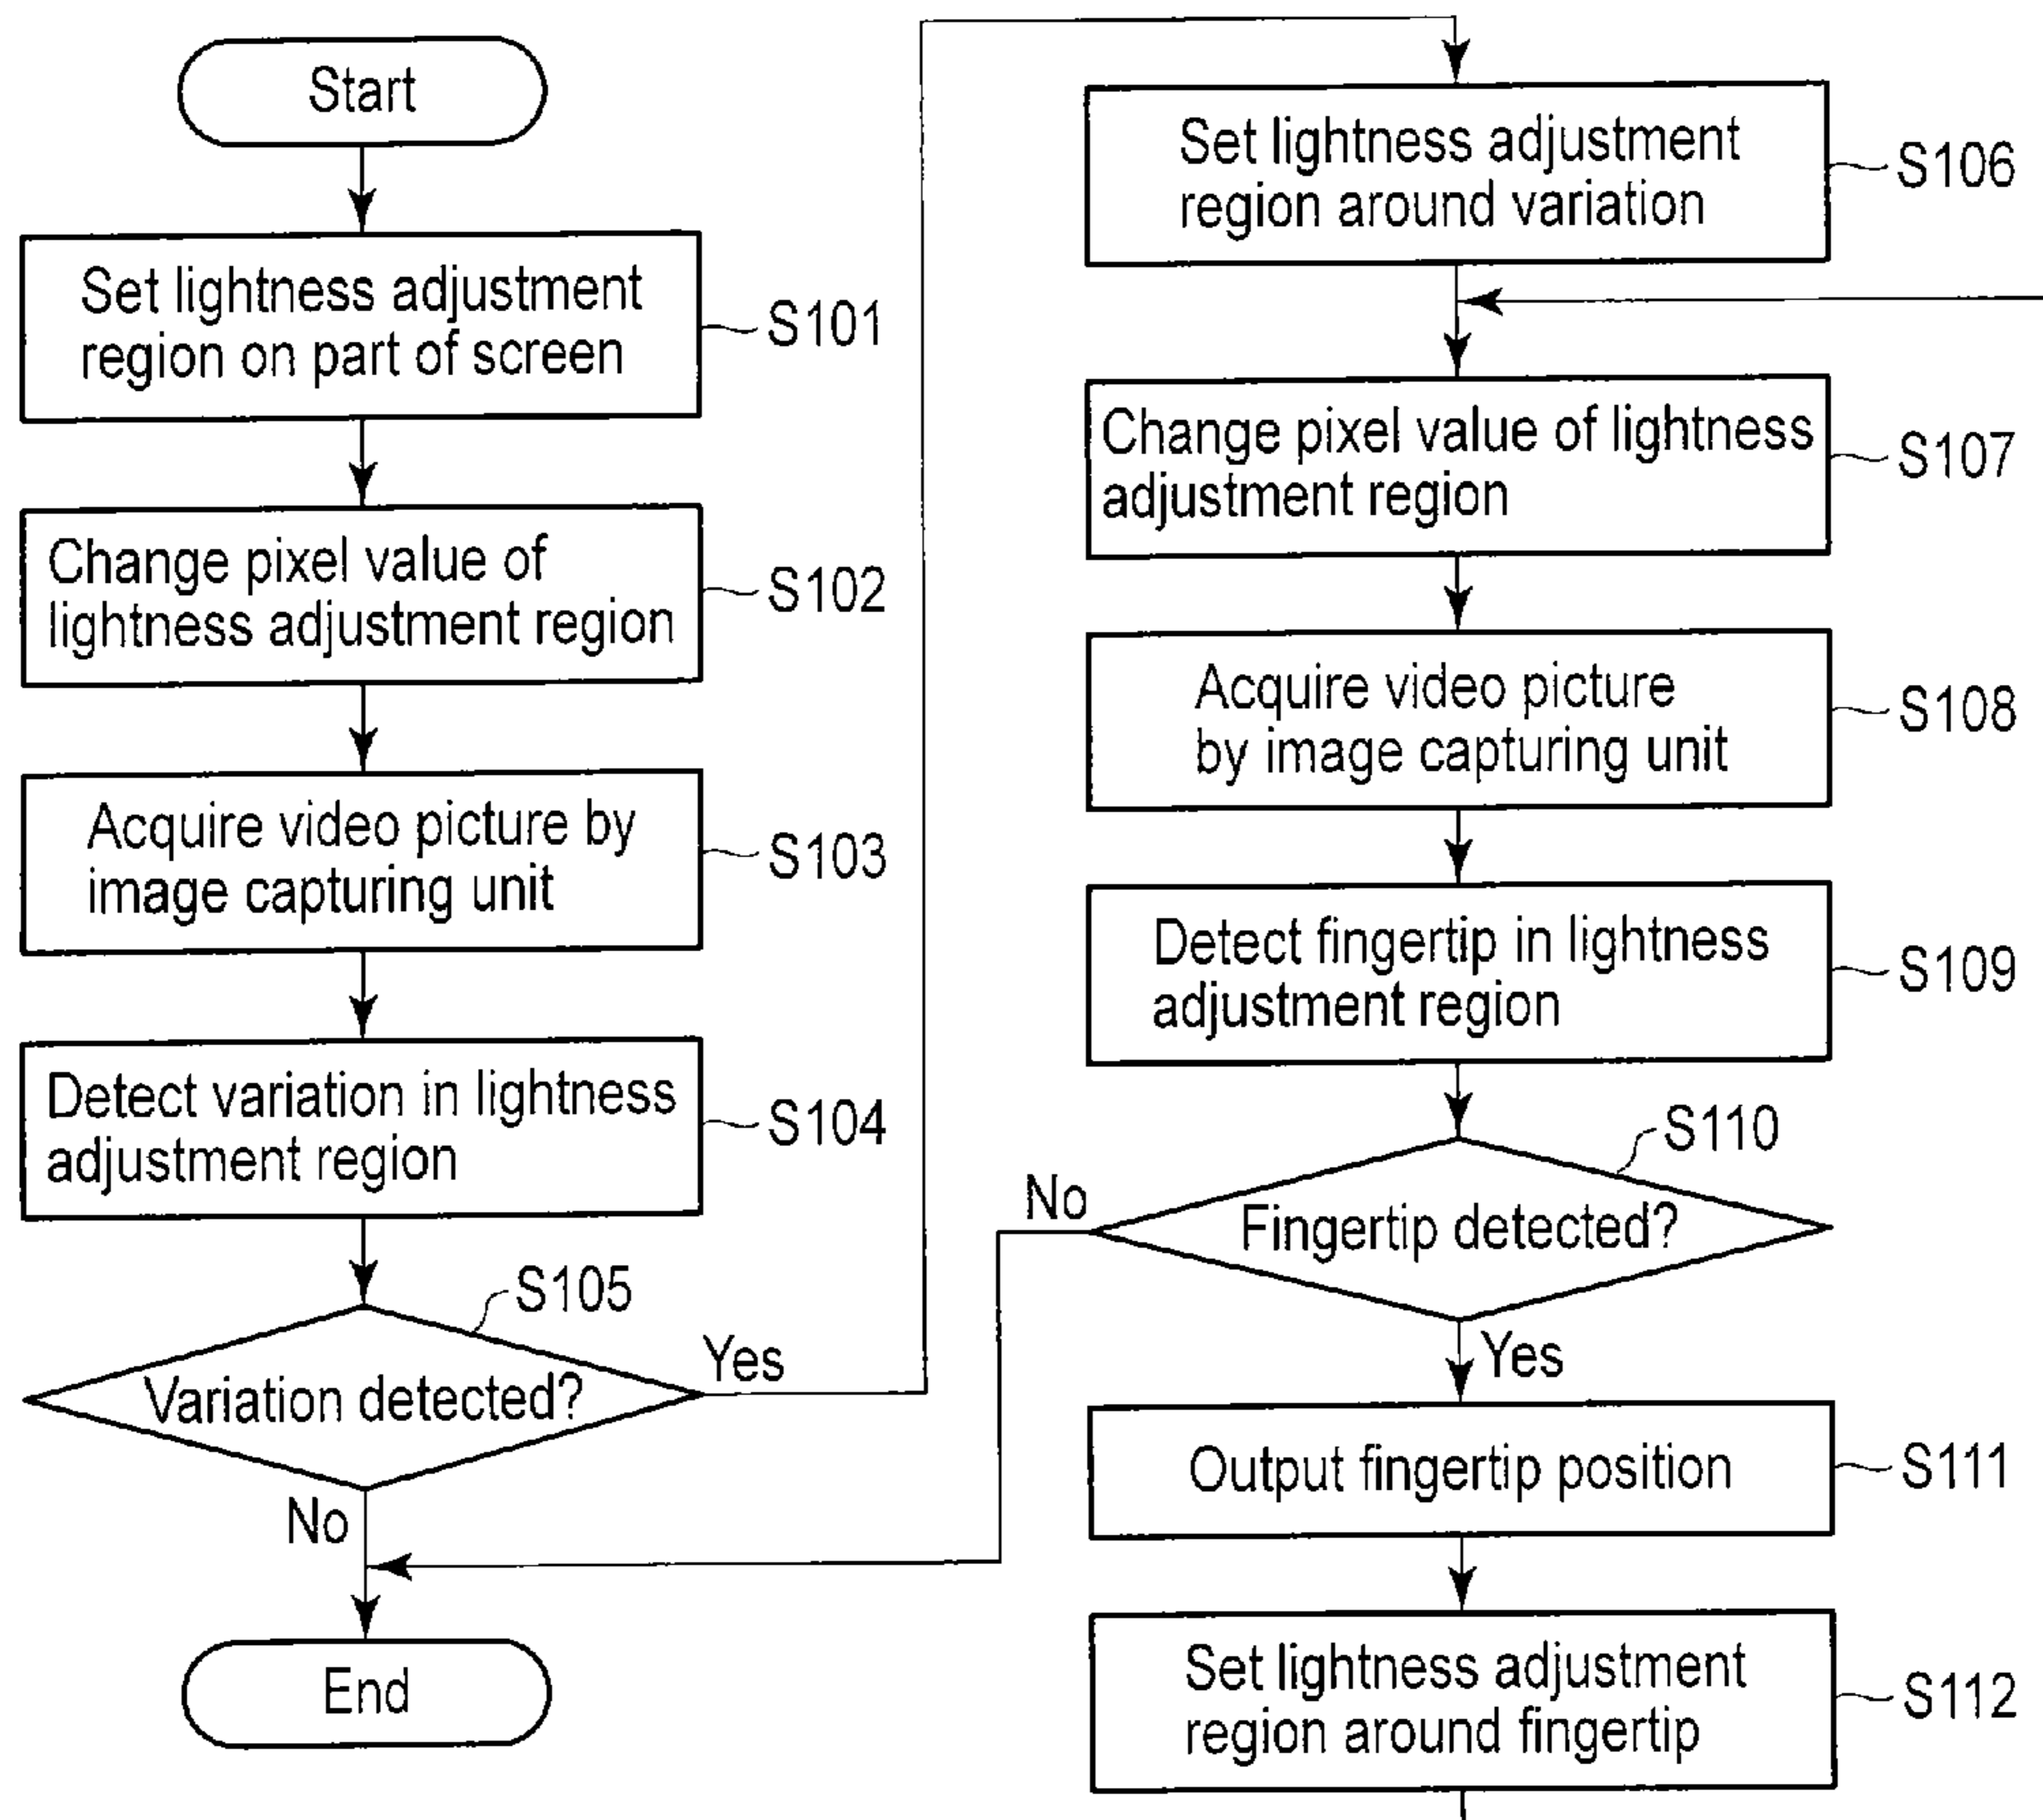 Start
Set lightness adjustment
region on part of screen
S101
Change pixel value of
lightness adjustment region
S102
Acquire video picture by
image capturing unit
S103
Detect variation in lightness
adjustment region
S104
S105
Variation detected?
Yes
No
End
Set lightness adjustment
region around variation
S106
Change pixel value of lightness
adjustment region
S107
Acquire video picture
by image capturing unit
S108
Detect fingertip in lightness
adjustment region
S109
S110
Fingertip detected?
No
Yes
Output fingertip position
S111
Set lightness adjustment
region around fingertip
S112